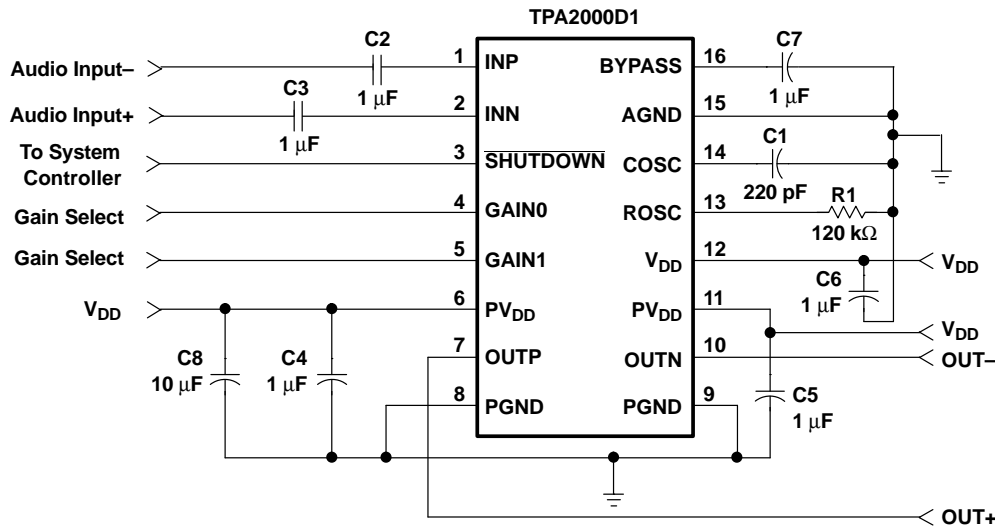 TPA2000D1
Audio Input–
C2
1 μF
1
INP
Audio Input+
C3
1 μF
2
INN
To System
Controller
3
SHUTDOWN
Gain Select
4
GAIN0
Gain Select
5
GAIN1
VDD
6
PVDD
C8
10 μF
C4
1 μF
7
OUTP
8
PGND
BYPASS
16
C7
1 μF
AGND
15
COSC
14
C1
220 pF
ROSC
13
R1
120 kΩ
VDD
12
VDD
C6
1 μF
PVDD
11
VDD
OUTN
10
OUT–
PGND
9
C5
1 μF
OUT+